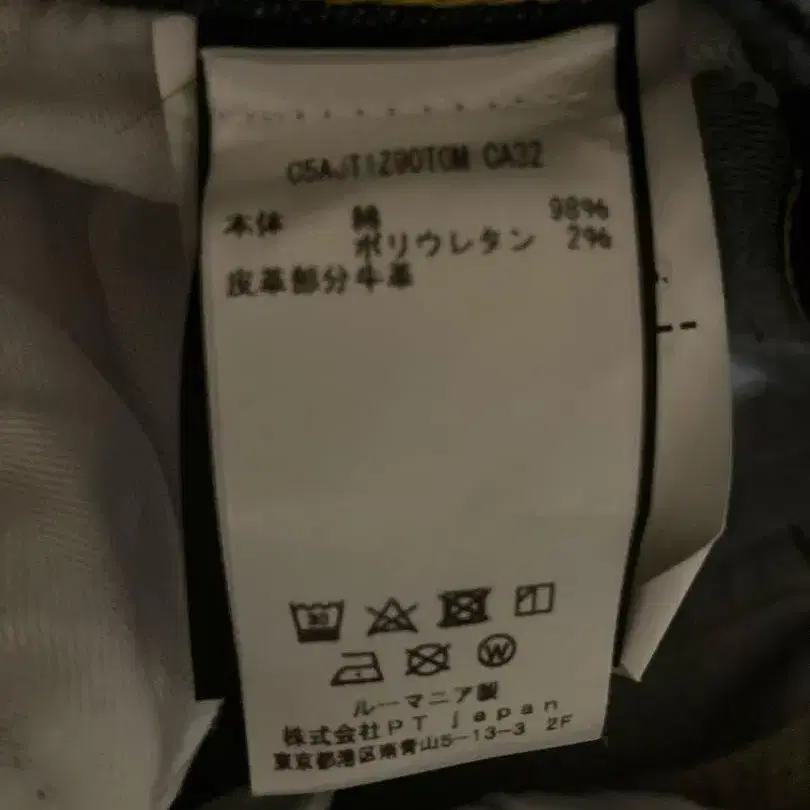 C5AJTIZ90TCM CA32
本体 綿 98%
ポリウレタン 2%
皮革部分牛革
30
W
ルーマニア製
株式会社PT japan
東京都港区南青山5-13-3 2F